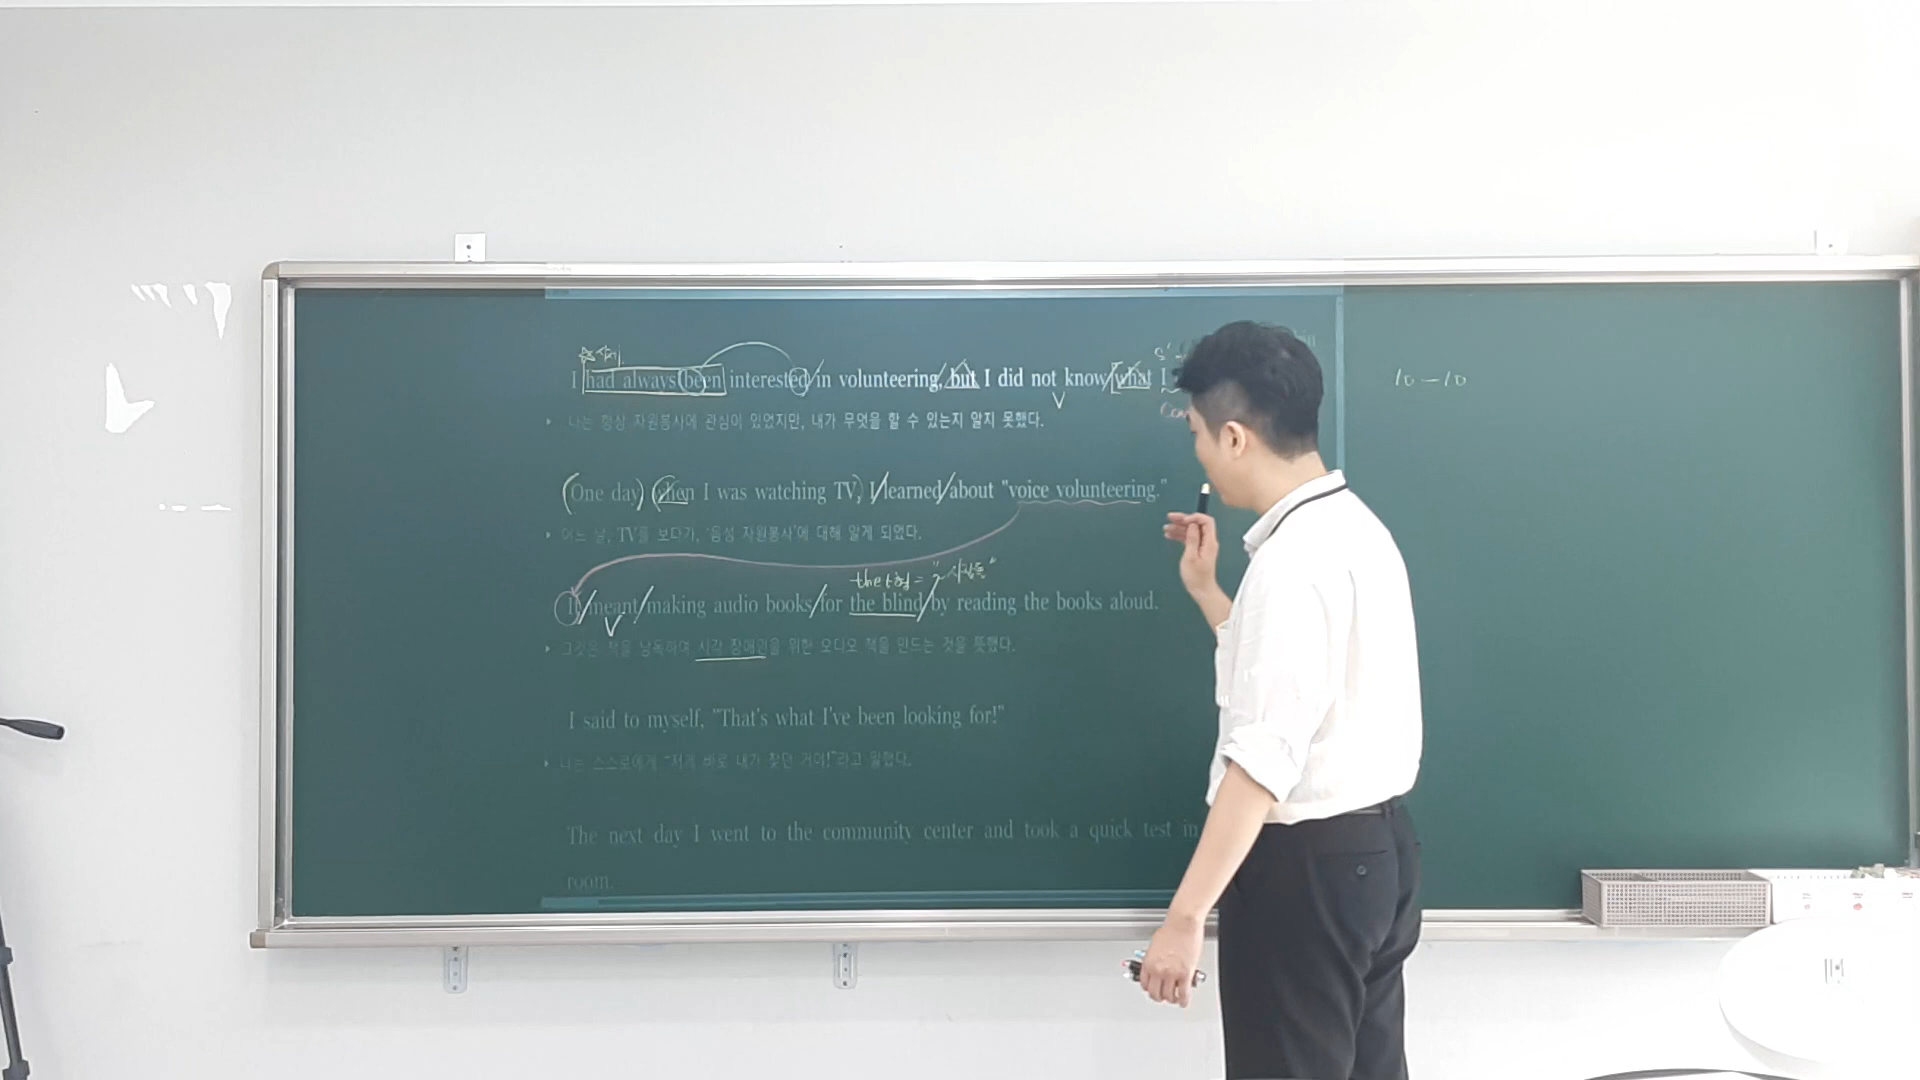 I had always been interested in volunteering, but I did not know what I
나는 항상 자원봉사에 관심이 있었지만, 내가 무엇을 할 수 있는지 알지 못했다.
10 - 10
One day when I was watching TV, I learned about "voice volunteering."
어느 날, TV를 보다가, '음성 자원봉사'에 대해 알게 되었다.
It meant making audio books for the blind by reading the books aloud.
그것은 책을 낭독하여 시각 장애인을 위한 오디오 책을 만드는 것을 뜻했다.
I said to myself, "That's what I've been looking for!"
나는 스스로에게 "저게 바로 내가 찾던 거야!"라고 말했다.
The next day I went to the community center and took a quick test in
room.